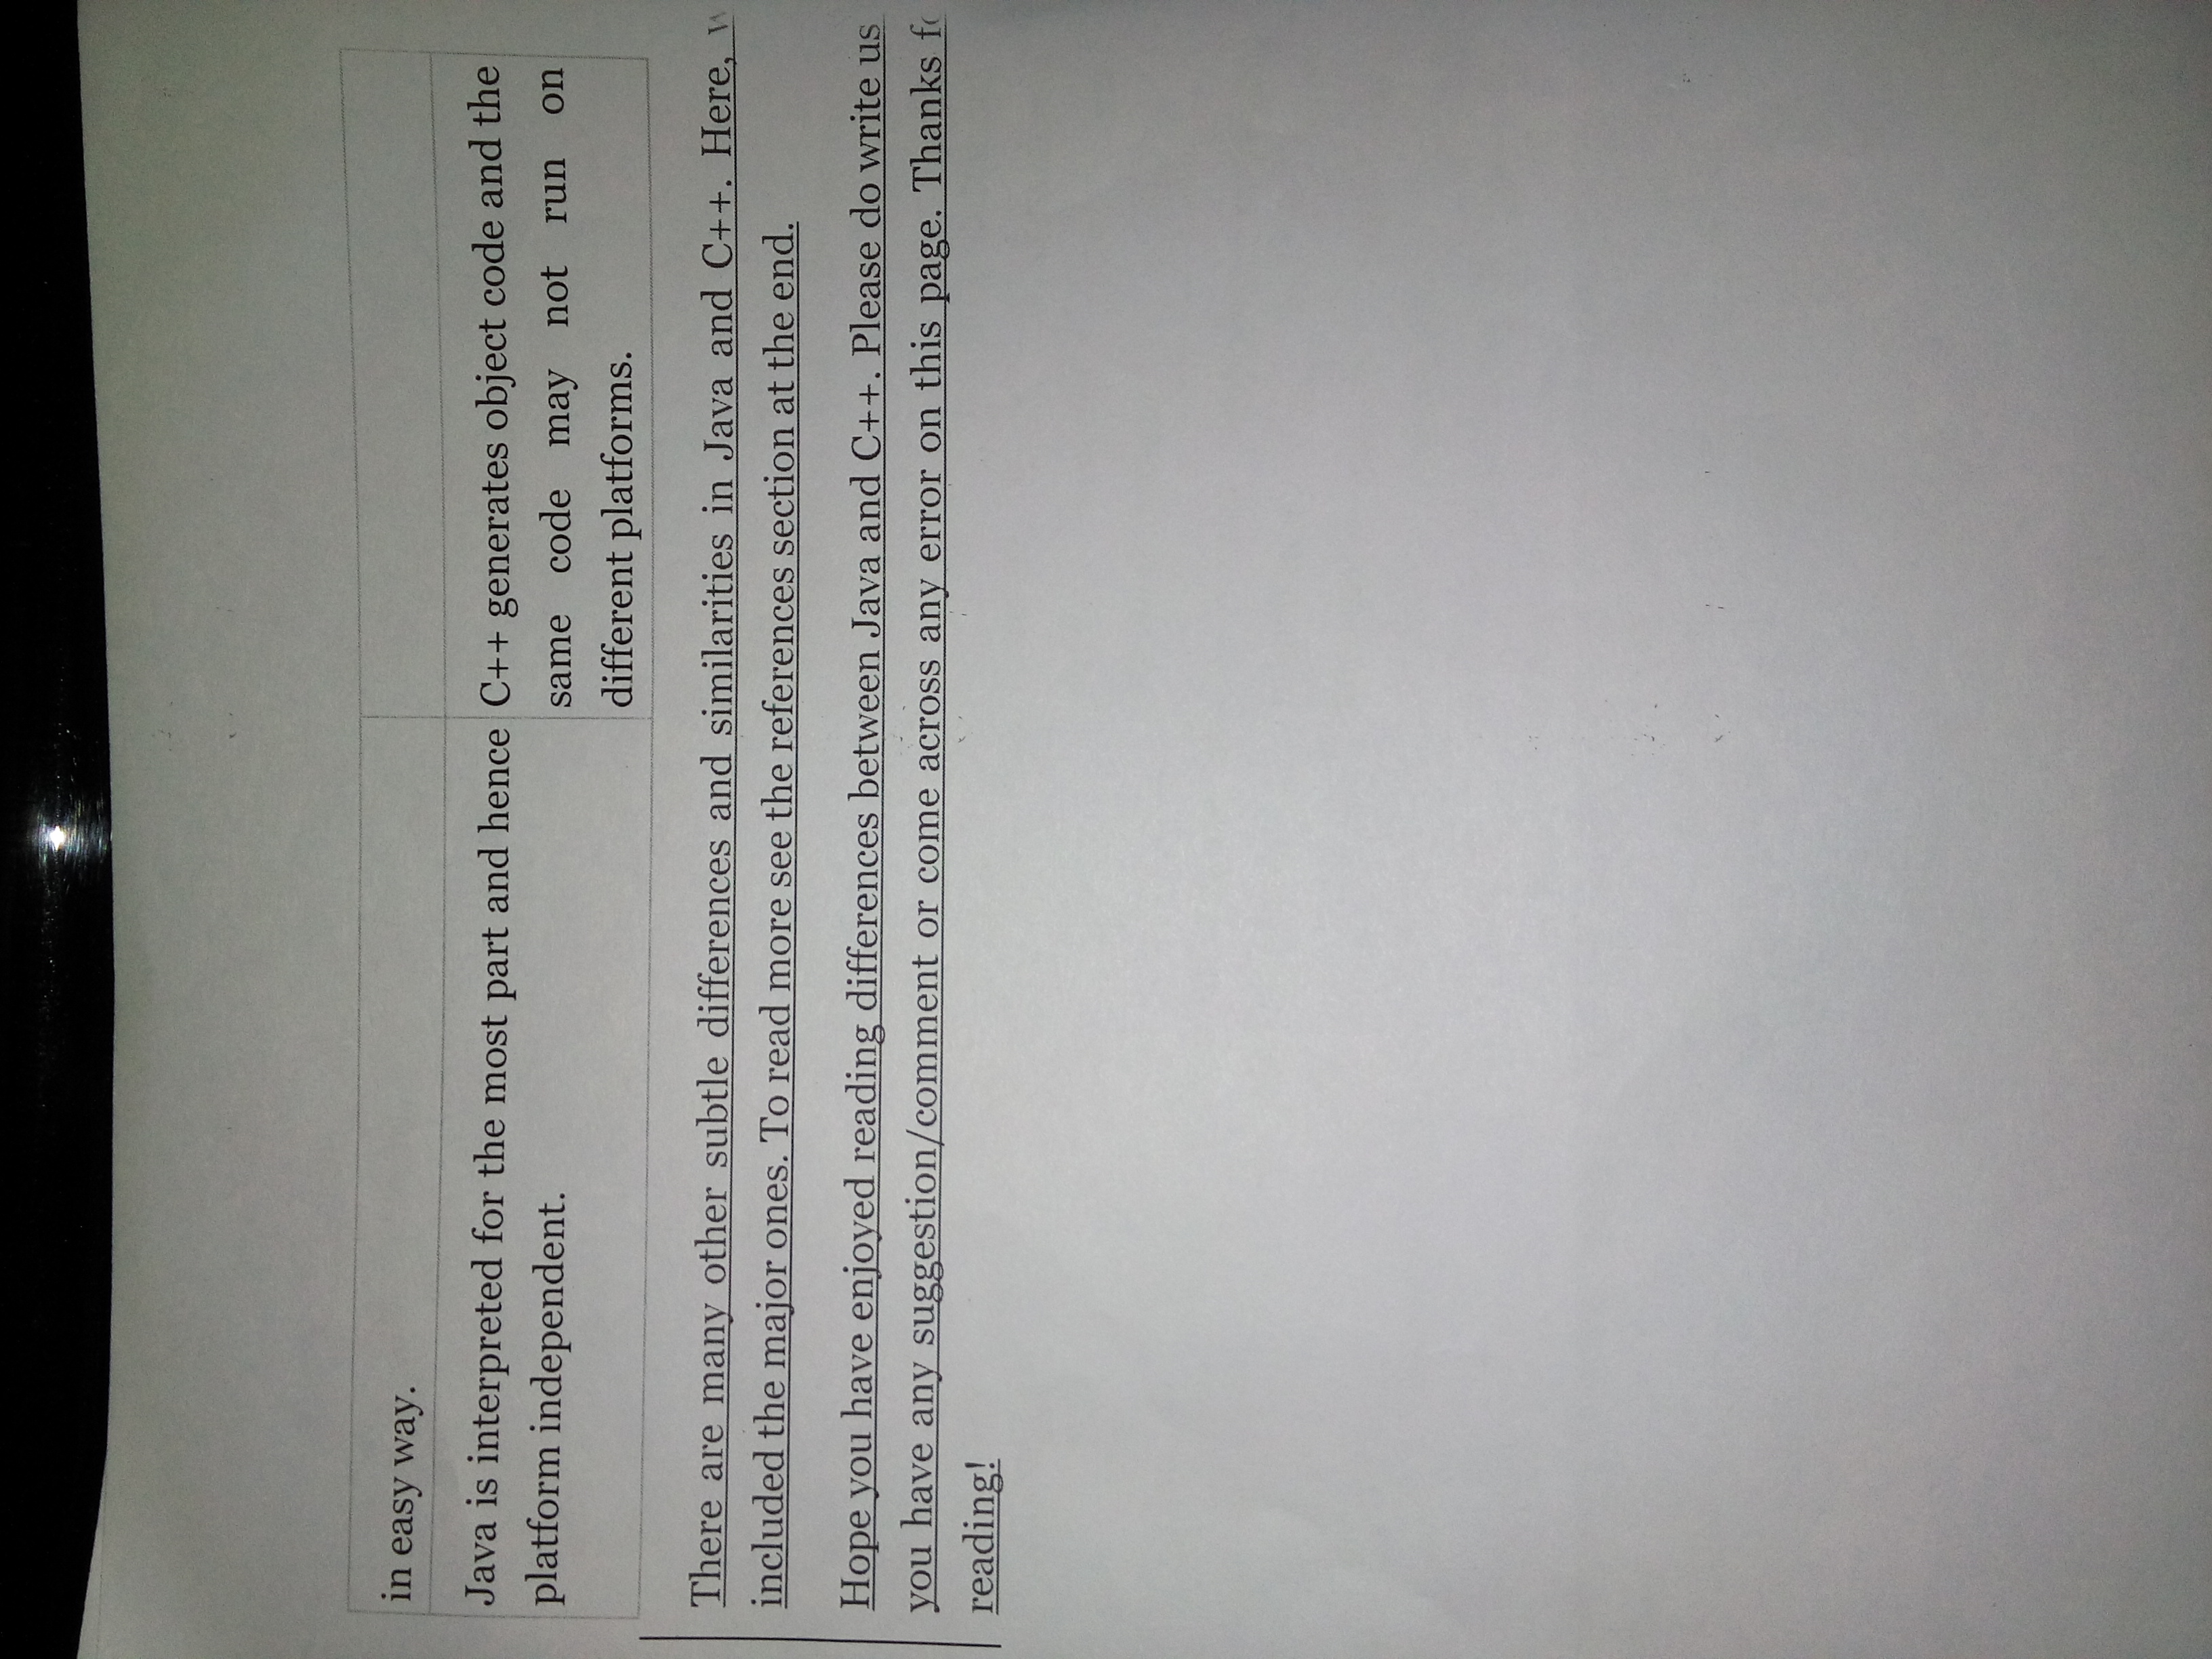 in easy way.
Java is interpreted for the most part and hence
platform independent.
C++ generates object code and the
same code may not run on
different platforms.
There are many other subtle differences and similarities in Java and C++. Here,
included the major ones. To read more see the references section at the end.
Hope you have enjoyed reading differences between Java and C++. Please do write us
you have any suggestion/comment or come across any error on this page. Thanks
reading!